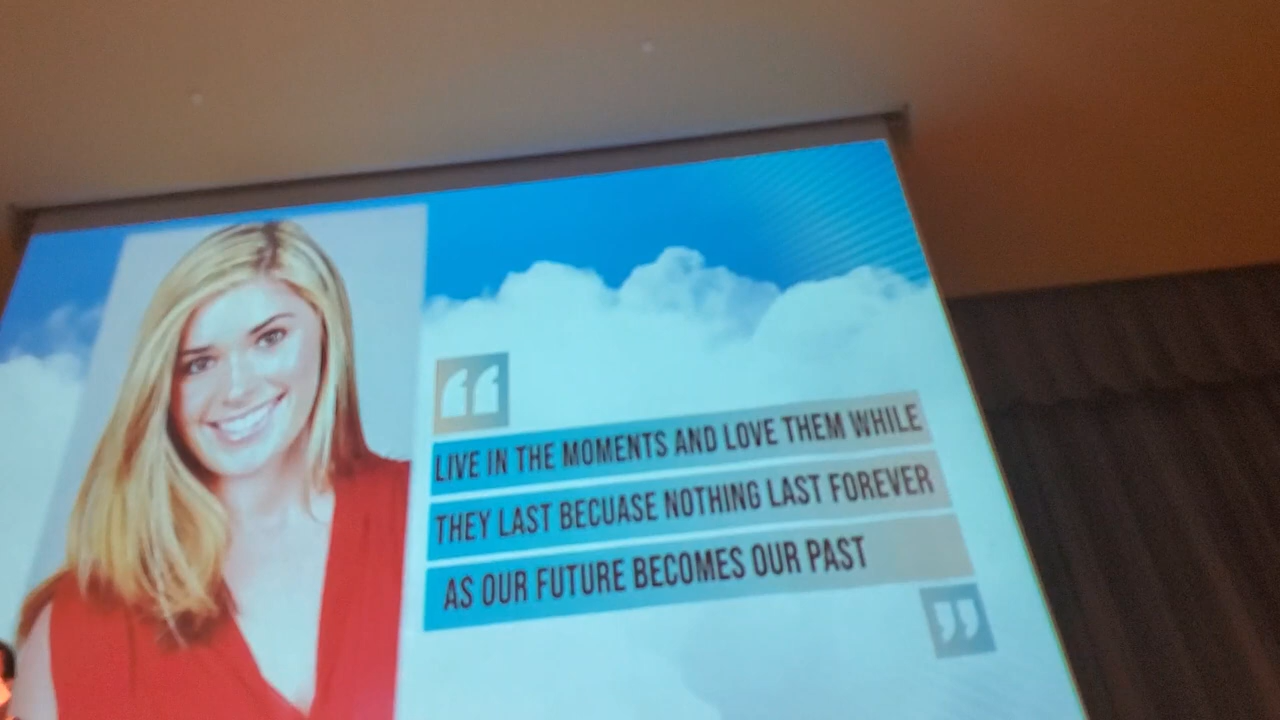 “
LIVE IN THE MOMENTS AND LOVE THEM WHILE
THEY LAST BECUASE NOTHING LAST FOREVER
AS OUR FUTURE BECOMES OUR PAST
”